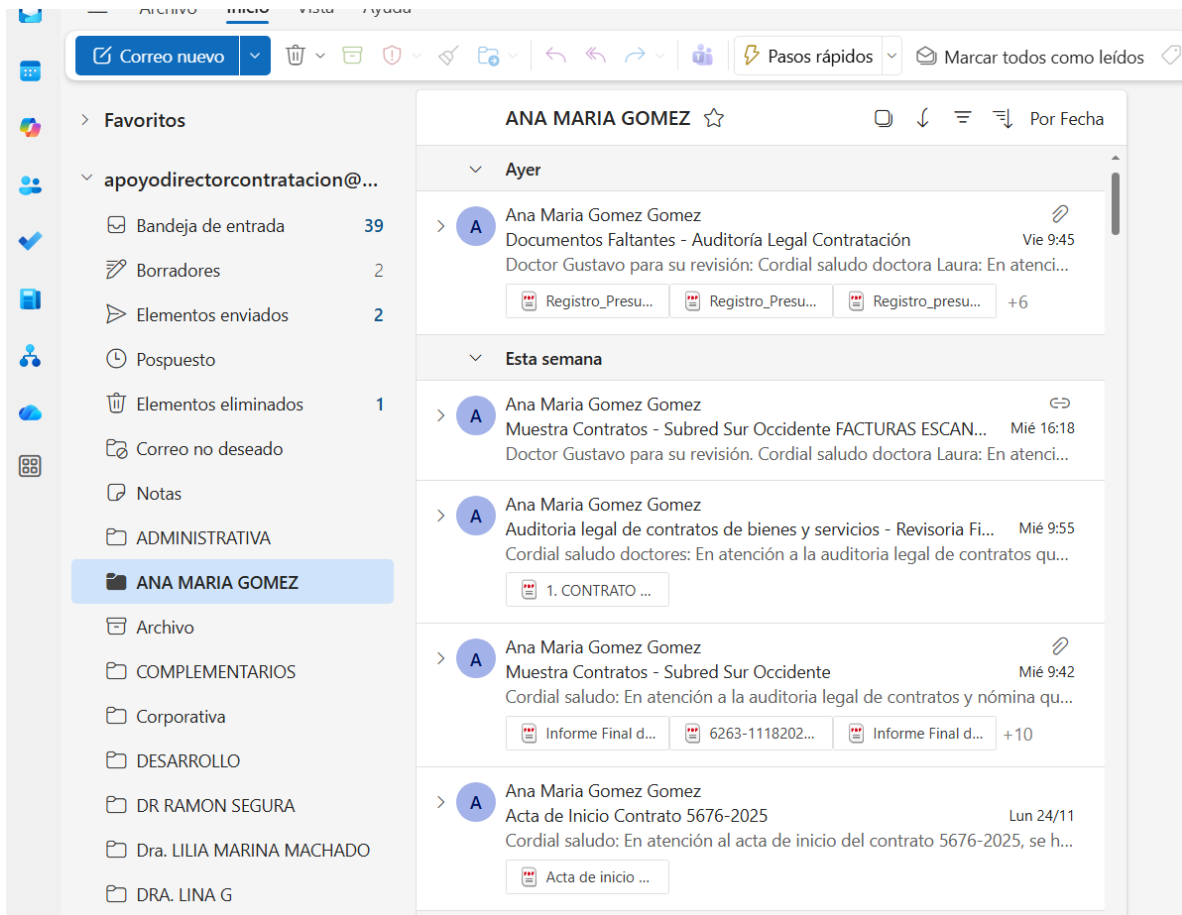 Archivo Inicio Vista Ayuda
Correo nuevo
Pasos rápidos
Marcar todos como leídos
Favoritos
apoyodirectorcontratacion@...
Bandeja de entrada 39
Borradores 2
Elementos enviados 2
Pospuesto
Elementos eliminados 1
Correo no deseado
Notas
ADMINISTRATIVA
ANA MARIA GOMEZ
Archivo
COMPLEMENTARIOS
Corporativa
DESARROLLO
DR RAMON SEGURA
Dra. LILIA MARINA MACHADO
DRA. LINA G
ANA MARIA GOMEZ
Por Fecha
Ayer
A
Ana Maria Gomez Gomez
Documentos Faltantes - Auditoría Legal Contratación Vie 9:45
Doctor Gustavo para su revisión: Cordial saludo doctora Laura: En atenci...
Registro_Presu... Registro_Presu... Registro_presu... +6
Esta semana
A
Ana Maria Gomez Gomez
Muestra Contratos - Subred Sur Occidente FACTURAS ESCAN... Mié 16:18
Doctor Gustavo para su revisión. Cordial saludo doctora Laura: En atenci...
A
Ana Maria Gomez Gomez
Auditoria legal de contratos de bienes y servicios - Revisoria Fi... Mié 9:55
Cordial saludo doctores: En atención a la auditoria legal de contratos qu...
1. CONTRATO ...
A
Ana Maria Gomez Gomez
Muestra Contratos - Subred Sur Occidente Mié 9:42
Cordial saludo: En atención a la auditoria legal de contratos y nómina qu...
Informe Final d... 6263-1118202... Informe Final d... +10
A
Ana Maria Gomez Gomez
Acta de Inicio Contrato 5676-2025 Lun 24/11
Cordial saludo: En atención al acta de inicio del contrato 5676-2025, se h...
Acta de inicio ...